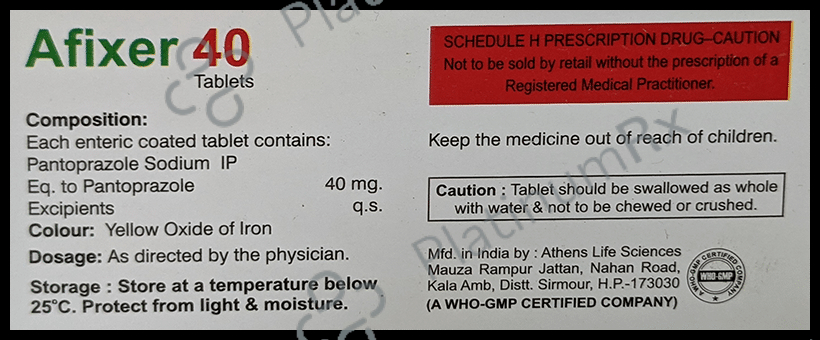 Afixer 40
Tablets
Composition:
Each enteric coated tablet contains:
Pantoprazole Sodium IP
Eq. to Pantoprazole 40 mg.
Excipients q.s.
Colour: Yellow Oxide of Iron
Dosage: As directed by the physician.
Storage : Store at a temperature below
25°C. Protect from light & moisture.
SCHEDULE H PRESCRIPTION DRUG–CAUTION
Not to be sold by retail without the prescription of a
Registered Medical Practitioner.
Keep the medicine out of reach of children.
Caution : Tablet should be swallowed as whole
with water & not to be chewed or crushed.
Mfd. in India by : Athens Life Sciences
Mauza Rampur Jattan, Nahan Road,
Kala Amb, Distt. Sirmour, H.P.-173030
(A WHO-GMP CERTIFIED COMPANY)
A WHO-GMP CERTIFIED COMPANY
WHO-GMP
PlatinumRx